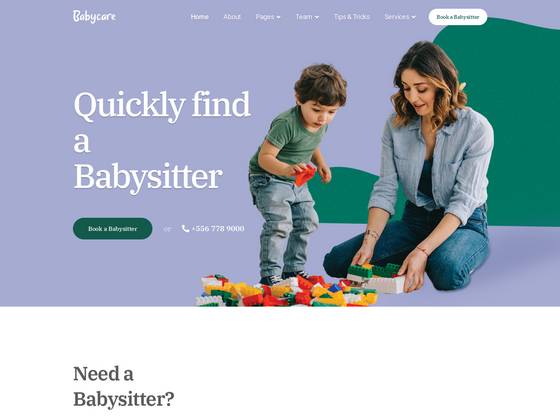 Babycare
Home About Pages Team Tips & Tricks Services Book a Babysitter
Quickly find
a
Babysitter
Book a Babysitter or +556 778 9000
Need a
Babysitter?